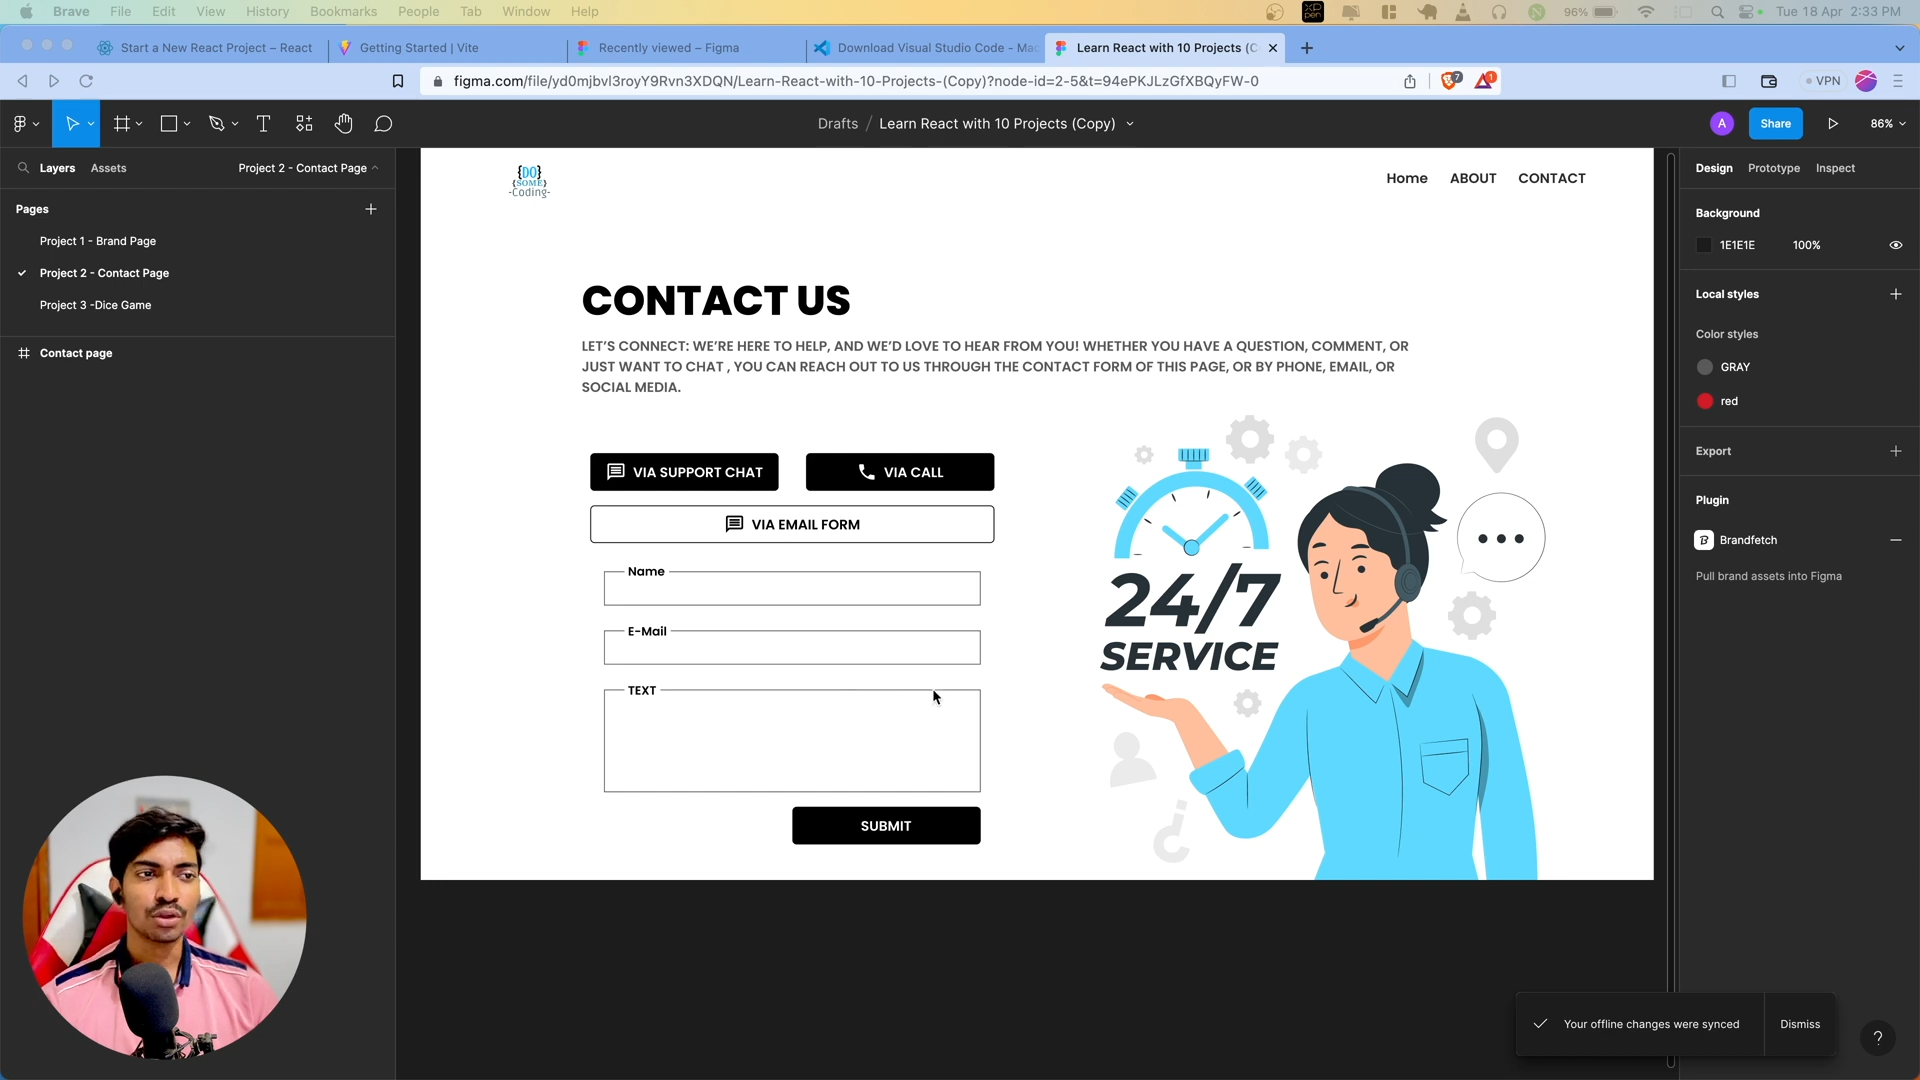 Brave File Edit View History Bookmarks People Tab Window Help
96% Tue 18 Apr 2:33 PM
Start a New React Project – React
Getting Started | Vite
Recently viewed – Figma
Download Visual Studio Code - Mac
Learn React with 10 Projects (C
figma.com/file/yd0mjbvl3royY9Rvn3XDQN/Learn-React-with-10-Projects-(Copy)?node-id=2-5&t=94ePKJLzGfXBQyFW-0
7
1
VPN
Drafts / Learn React with 10 Projects (Copy)
A
Share
86%
Layers Assets Project 2 - Contact Page
Pages
Project 1 - Brand Page
Project 2 - Contact Page
Project 3 -Dice Game
Contact page
{DO}
{SOME}
-Coding-
Home ABOUT CONTACT
CONTACT US
LET’S CONNECT: WE’RE HERE TO HELP, AND WE’D LOVE TO HEAR FROM YOU! WHETHER YOU HAVE A QUESTION, COMMENT, OR
JUST WANT TO CHAT , YOU CAN REACH OUT TO US THROUGH THE CONTACT FORM OF THIS PAGE, OR BY PHONE, EMAIL, OR
SOCIAL MEDIA.
VIA SUPPORT CHAT
VIA CALL
VIA EMAIL FORM
Name
E-Mail
TEXT
SUBMIT
24/7
SERVICE
Design Prototype Inspect
Background
1E1E1E 100%
Local styles
Color styles
GRAY
red
Export
Plugin
Brandfetch
Pull brand assets into Figma
Your offline changes were synced
Dismiss
?